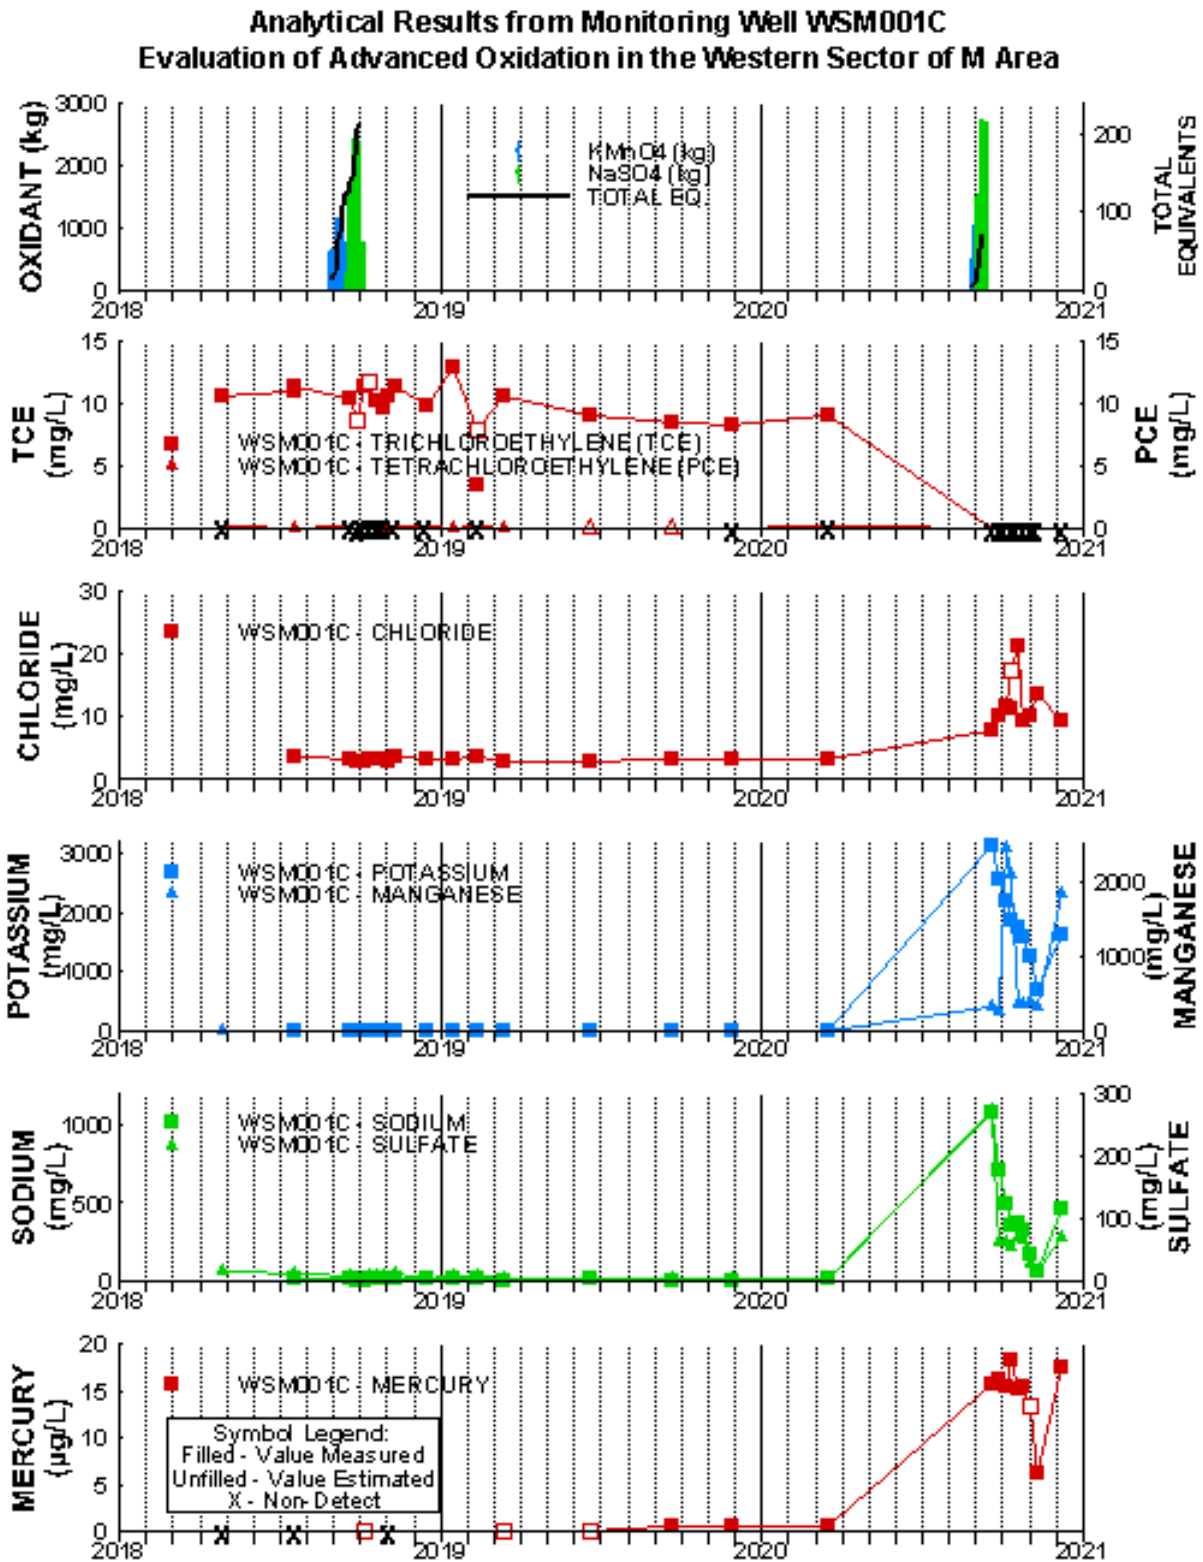 Analytical Results from Monitoring Well WSM001C
Evaluation of Advanced Oxidation in the Western Sector of M Area
OXIDANT (kg)
3000
2000
1000
0
KMnO4 (kg)
NaSO4 (kg)
TOTAL EQ.
200
100
0
TOTAL
EQUIVALENTS
2018
2019
2020
2021
TCE
(mg/L)
15
10
5
0
WSM001C - TRICHLOROETHYLENE (TCE)
WSM001C - TETRACHLOROETHYLENE (PCE)
15
10
5
0
PCE
(mg/L)
2018
2019
2020
2021
CHLORIDE
(mg/L)
30
20
10
0
WSM001C - CHLORIDE
2018
2019
2020
2021
POTASSIUM
(mg/L)
3000
2000
1000
0
WSM001C - POTASSIUM
WSM001C - MANGANESE
2000
1000
0
(mg/L)
MANGANESE
2018
2019
2020
2021
SODIUM
(mg/L)
1000
500
0
WSM001C - SODIUM
WSM001C - SULFATE
300
200
100
0
(mg/L)
SULFATE
2018
2019
2020
2021
MERCURY
(µg/L)
20
15
10
5
0
WSM001C - MERCURY
Symbol Legend:
Filled - Value Measured
Unfilled - Value Estimated
X - Non-Detect
2018
2019
2020
2021